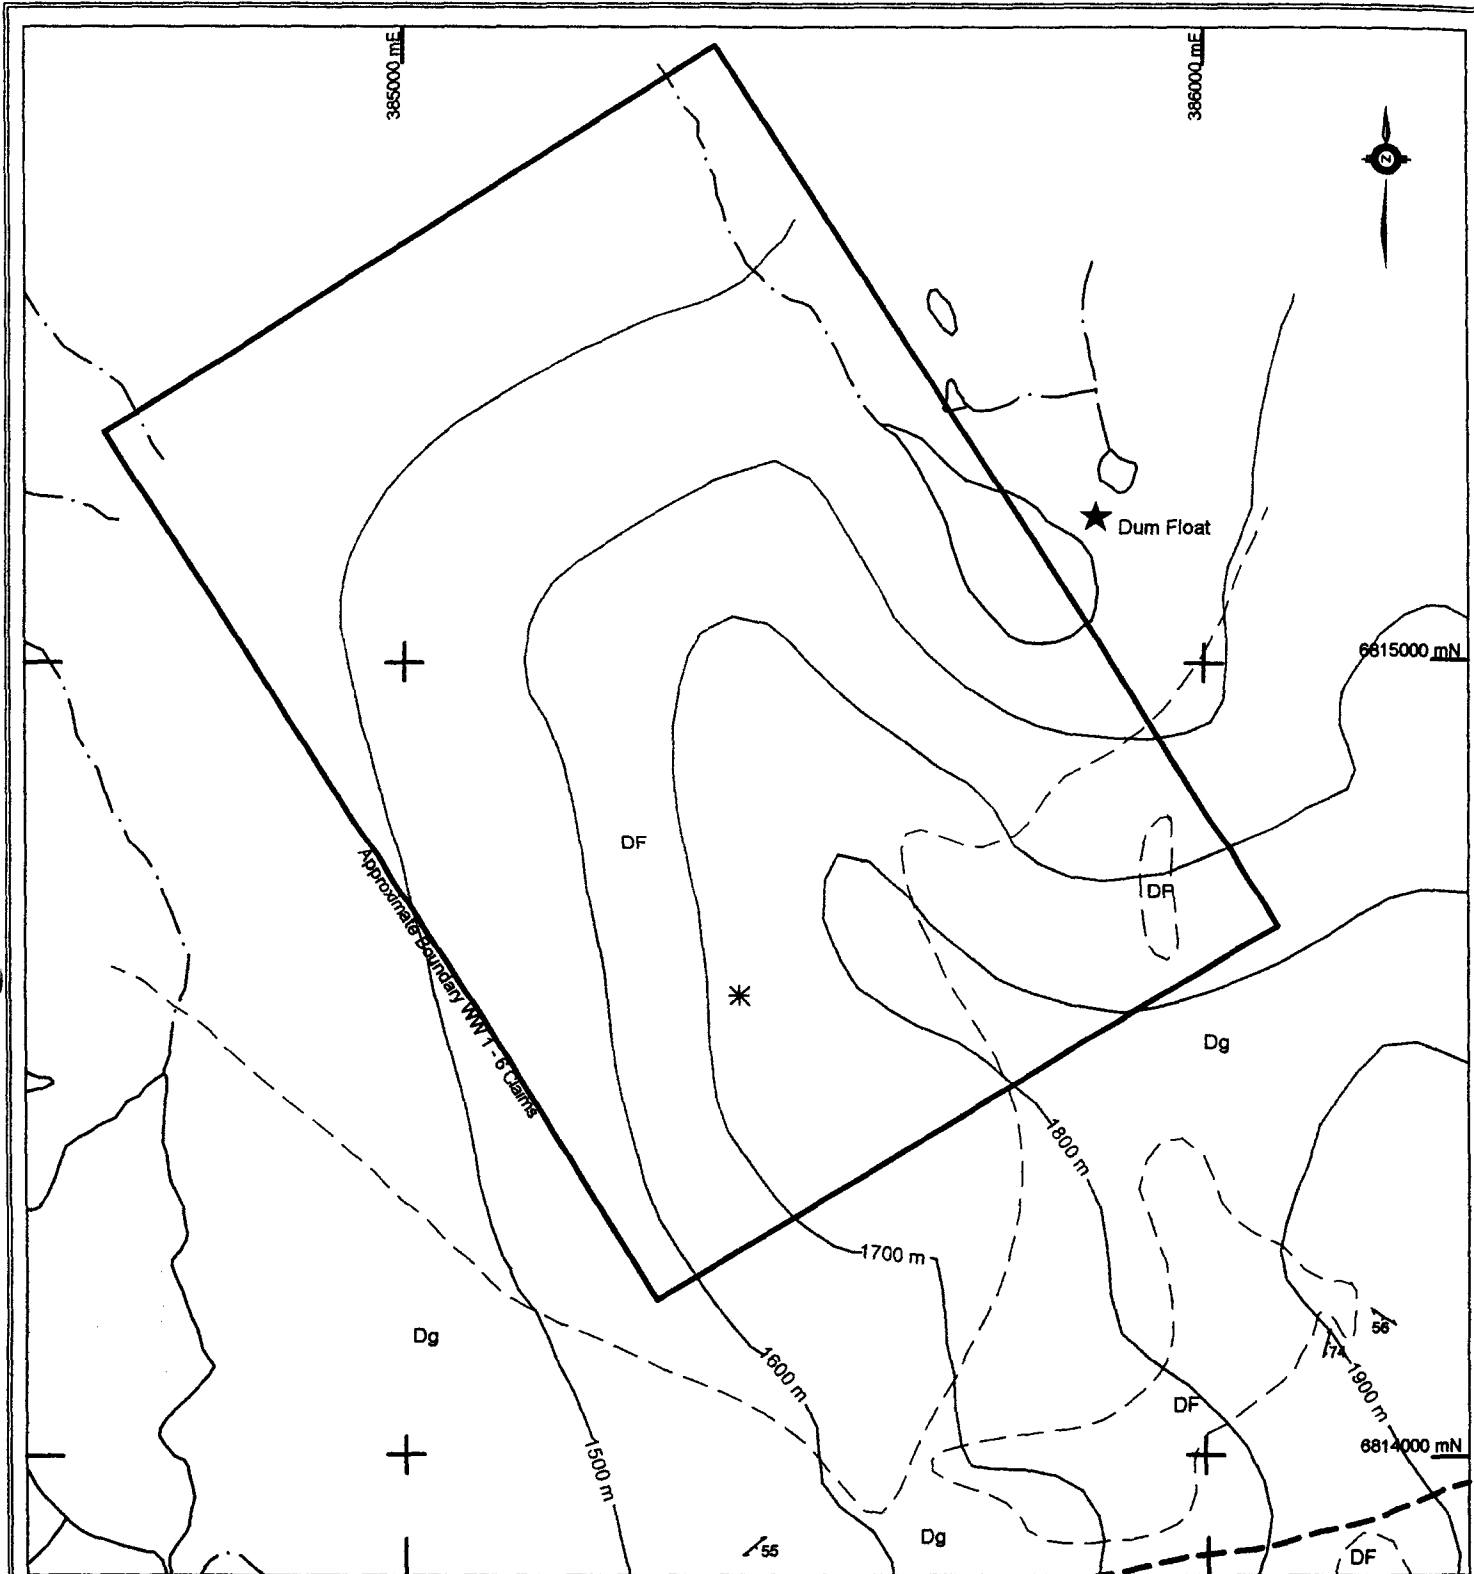 385000 mE
386000 mE
N
Dum Float
6815000 mN
DF
DF
Approximate Boundary WW 1 - 6 Claims
Dg
1800 m
1700 m
56
74
Dg
1600 m
1900 m
DF
6814000 mN
1500 m
Dg
55
DF